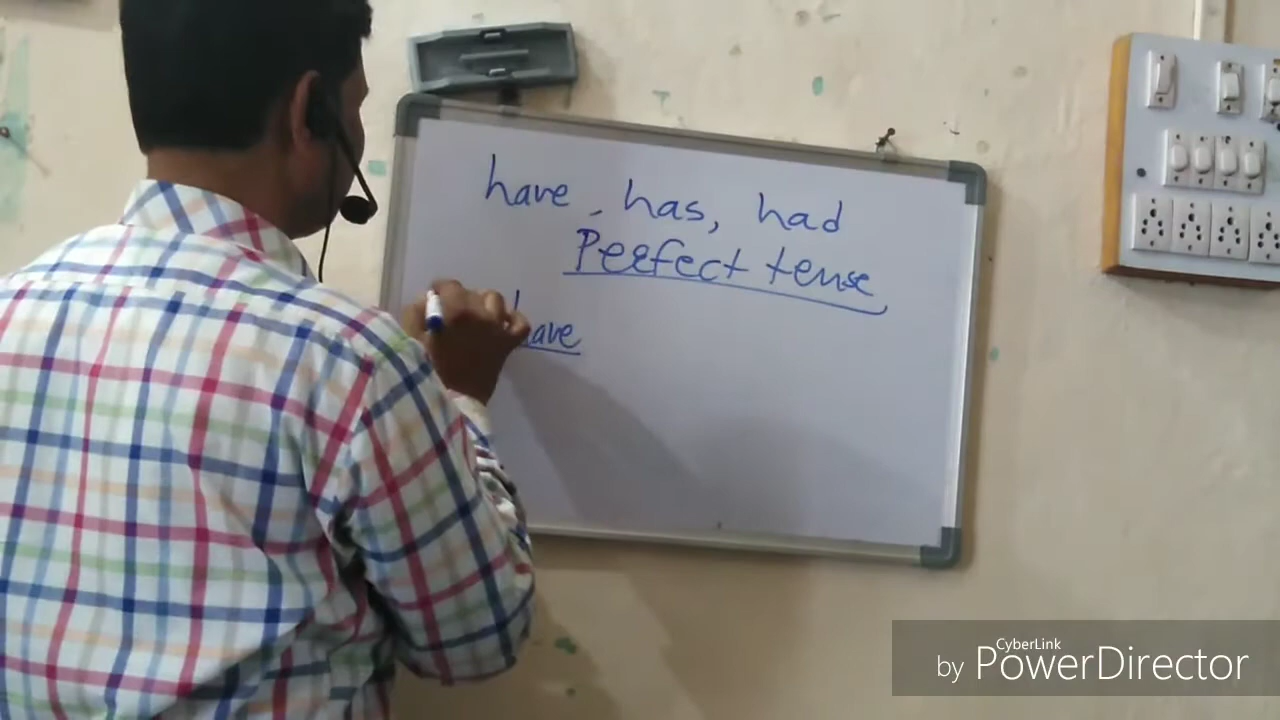 have, has, had
Perfect tense
have
CyberLink
by PowerDirector